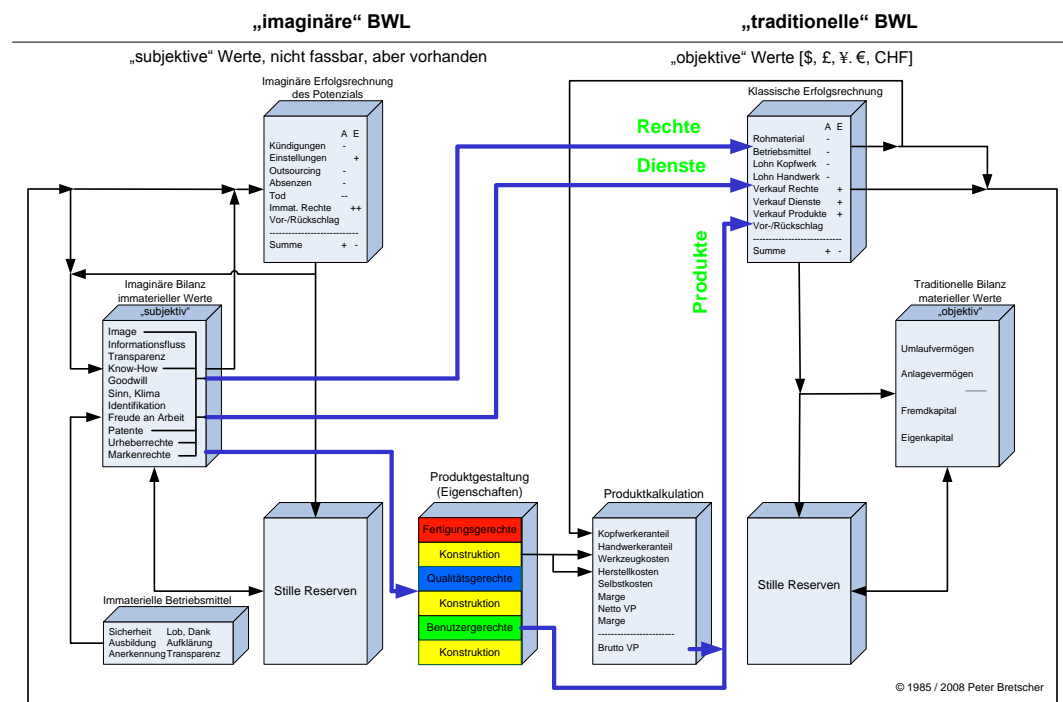 „imaginäre“ BWL
„traditionelle“ BWL
„subjektive“ Werte, nicht fassbar, aber vorhanden
„objektive“ Werte [$, £, ¥. €, CHF]
Imaginäre Erfolgsrechnung
des Potenzials
A E
Kündigungen -
Einstellungen +
Outsourcing -
Absenzen -
Tod --
Immat. Rechte ++
Vor-/Rückschlag
----------------------------
Summe + -
Klassische Erfolgsrechnung
A E
Rohmaterial -
Betriebsmittel -
Lohn Kopfwerk -
Lohn Handwerk -
Verkauf Rechte +
Verkauf Dienste +
Verkauf Produkte +
Vor-/Rückschlag
----------------------------
Summe + -
Rechte
Dienste
Produkte
Imaginäre Bilanz
immaterieller Werte
„subjektiv“
Image
Informationsfluss
Transparenz
Know-How
Goodwill
Sinn, Klima
Identifikation
Freude an Arbeit
Patente
Urheberrechte
Markenrechte
Traditionelle Bilanz
materieller Werte
„objektiv“
Umlaufvermögen
Anlagevermögen
Fremdkapital
Eigenkapital
Stille Reserven
Produktgestaltung
(Eigenschaften)
Fertigungsgerechte
Konstruktion
Qualitätsgerechte
Konstruktion
Benutzergerechte
Konstruktion
Produktkalkulation
Kopfwerkeranteil
Handwerkeranteil
Werkzeugkosten
Herstellkosten
Selbstkosten
Marge
Netto VP
Marge
------------------------
Brutto VP
Stille Reserven
Immaterielle Betriebsmittel
Sicherheit Lob, Dank
Ausbildung Aufklärung
Anerkennung Transparenz
© 1985 / 2008 Peter Bretscher